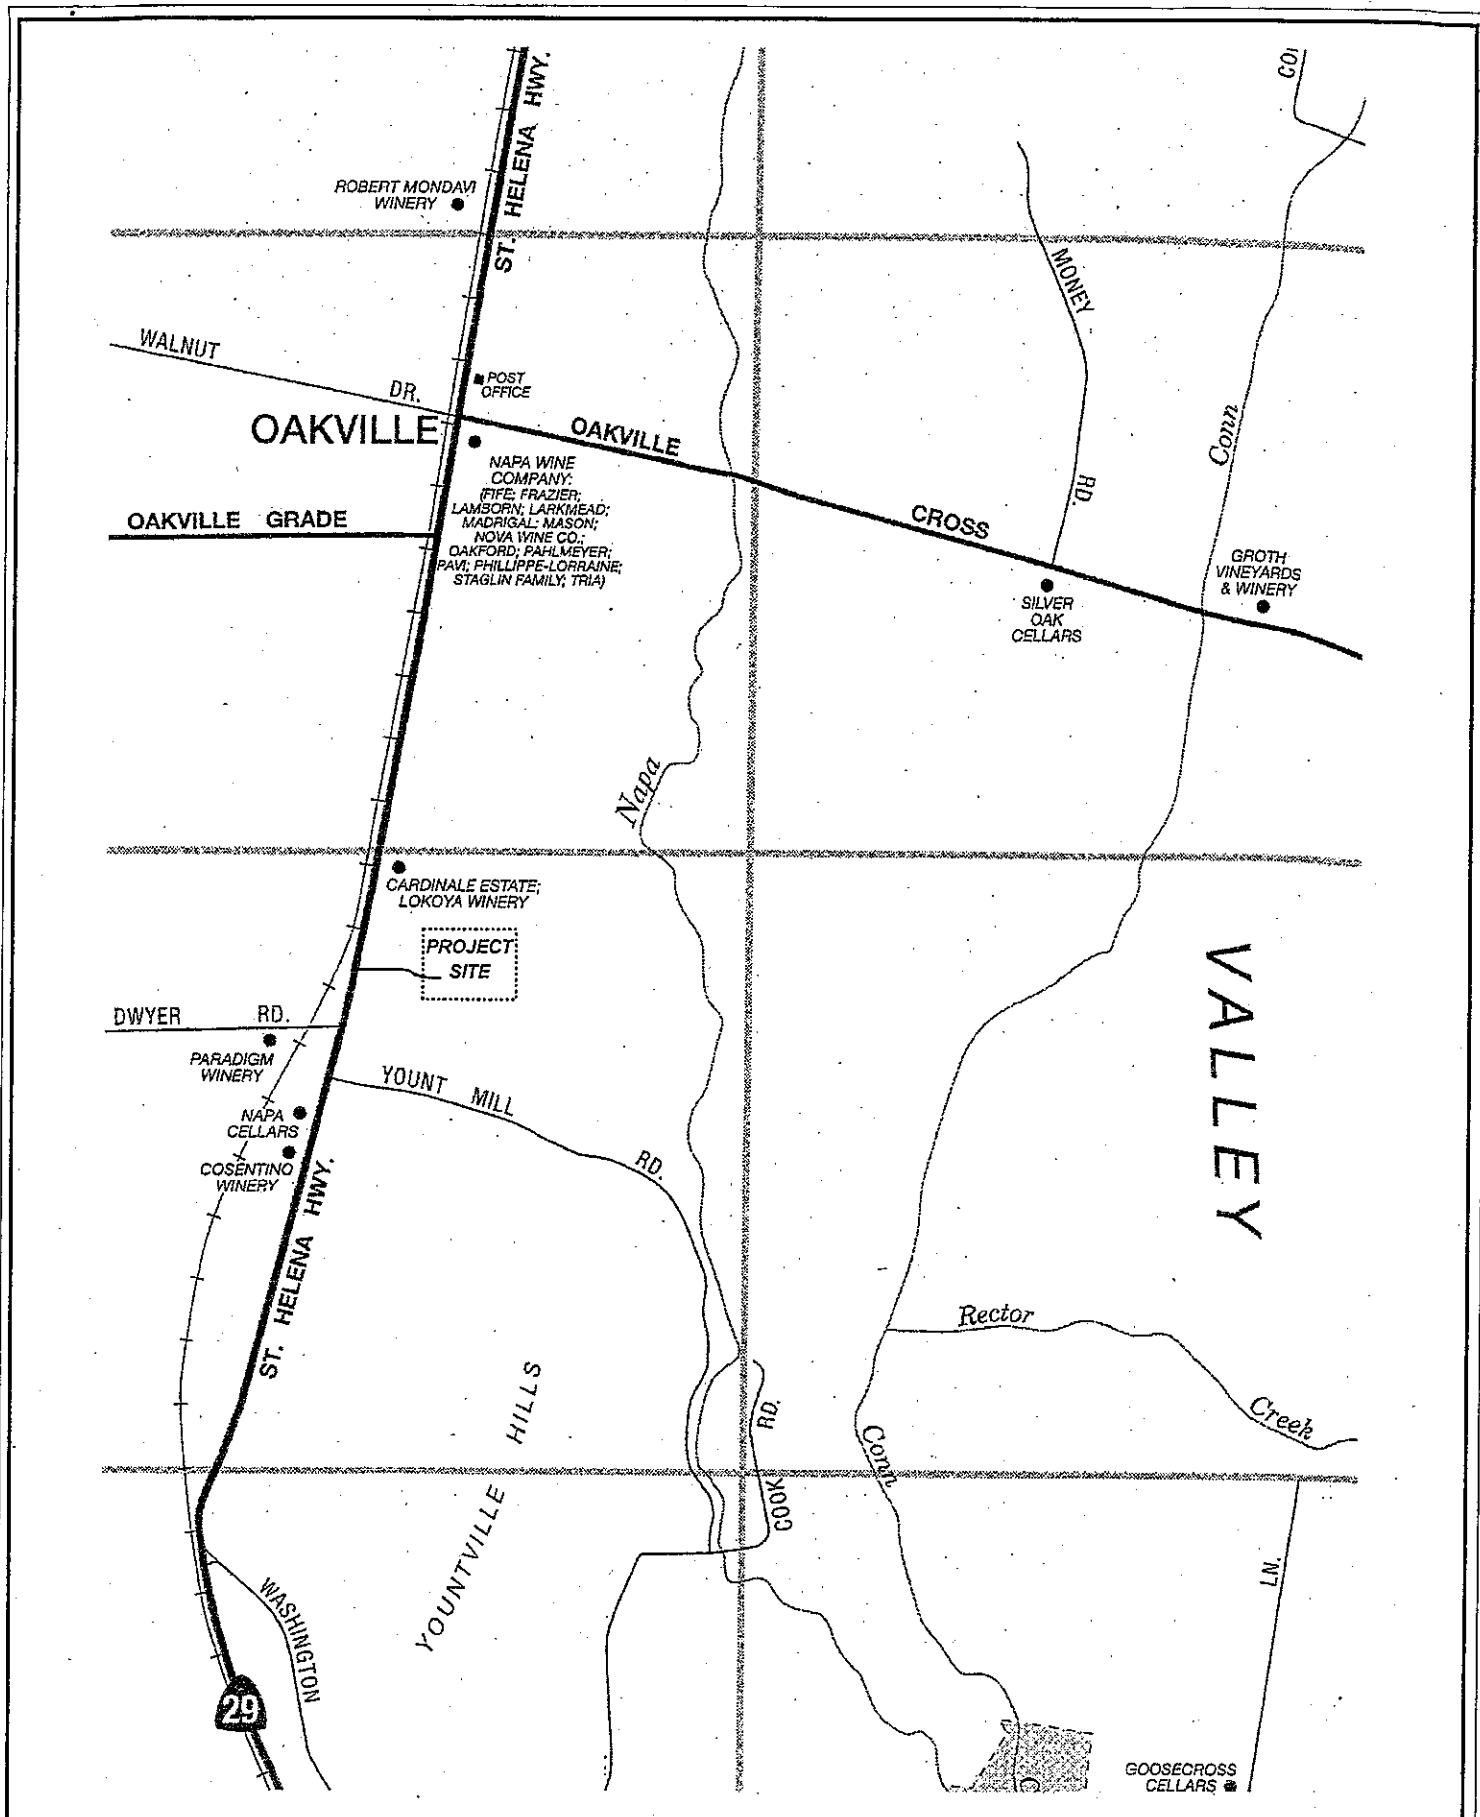 ST. HELENA HWY.
ROBERT MONDAVI
WINERY
MONEY
RD.
WALNUT
DR.
POST
OFFICE
OAKVILLE
OAKVILLE
CROSS
Conn
NAPA WINE
COMPANY:
(FIFE; FRAZIER;
LAMBORN; LARKMEAD;
MADRIGAL; MASON;
NOVA WINE CO.;
OAKFORD; PAHLMEYER;
PAVI; PHILLIPPE-LORRAINE;
STAGLIN FAMILY; TRIA)
OAKVILLE GRADE
GROTH
VINEYARDS
& WINERY
SILVER
OAK
CELLARS
Napa
CARDINALE ESTATE;
LOKOYA WINERY
PROJECT
SITE
VALLEY
DWYER RD.
PARADIGM
WINERY
YOUNT MILL RD.
NAPA
CELLARS
COSENTINO
WINERY
ST. HELENA HWY.
Rector
Creek
YOUNTVILLE HILLS
COOK RD.
Conn
LN.
WASHINGTON
29
GOOSECROSS
CELLARS